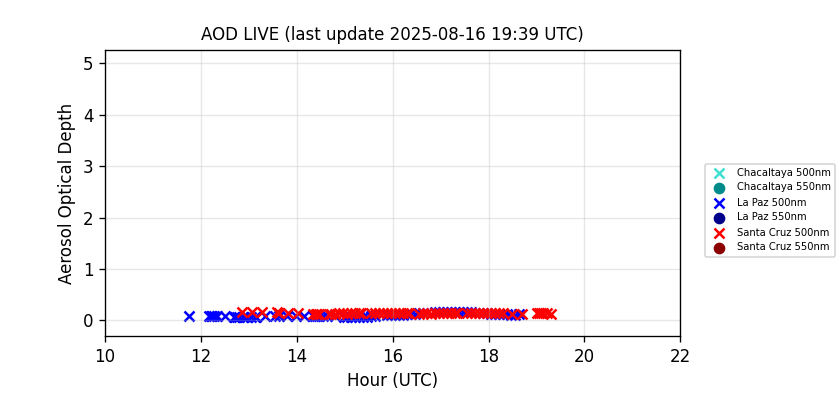 AOD LIVE (last update 2025-08-16 19:39 UTC)
Aerosol Optical Depth
5
4
3
2
1
0
10 12 14 16 18 20 22
Hour (UTC)
Chacaltaya 500nm
Chacaltaya 550nm
La Paz 500nm
La Paz 550nm
Santa Cruz 500nm
Santa Cruz 550nm